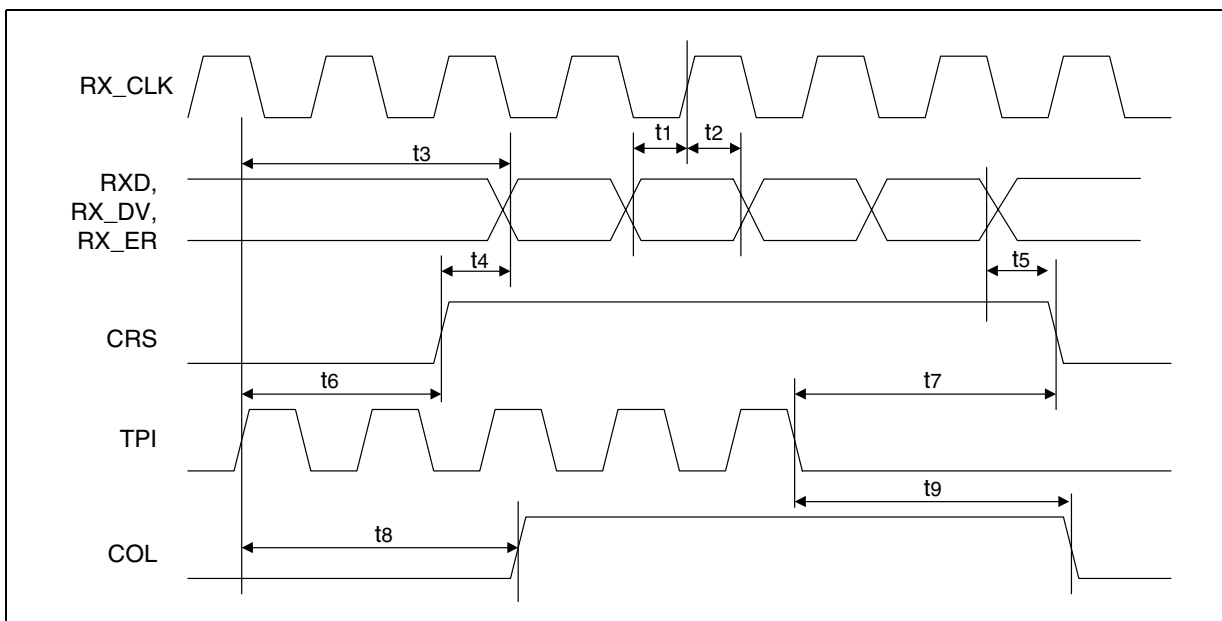 RX_CLK
t1
t2
t3
RXD,
RX_DV,
RX_ER
t4
t5
CRS
t6
t7
TPI
t9
t8
COL